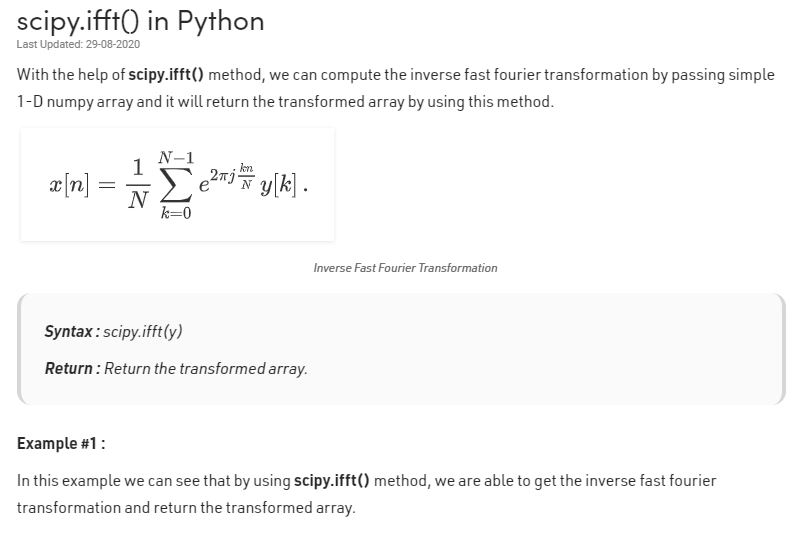 scipy.ifft() in Python
Last Updated: 29-08-2020
With the help of scipy.ifft() method, we can compute the inverse fast fourier transformation by passing simple
1-D numpy array and it will return the transformed array by using this method.
x[n] = \frac{1}{N} \sum_{k=0}^{N-1} e^{2\pi j \frac{kn}{N}} y[k] .
Inverse Fast Fourier Transformation
Syntax : scipy.ifft(y)
Return : Return the transformed array.
Example #1 :
In this example we can see that by using scipy.ifft() method, we are able to get the inverse fast fourier
transformation and return the transformed array.